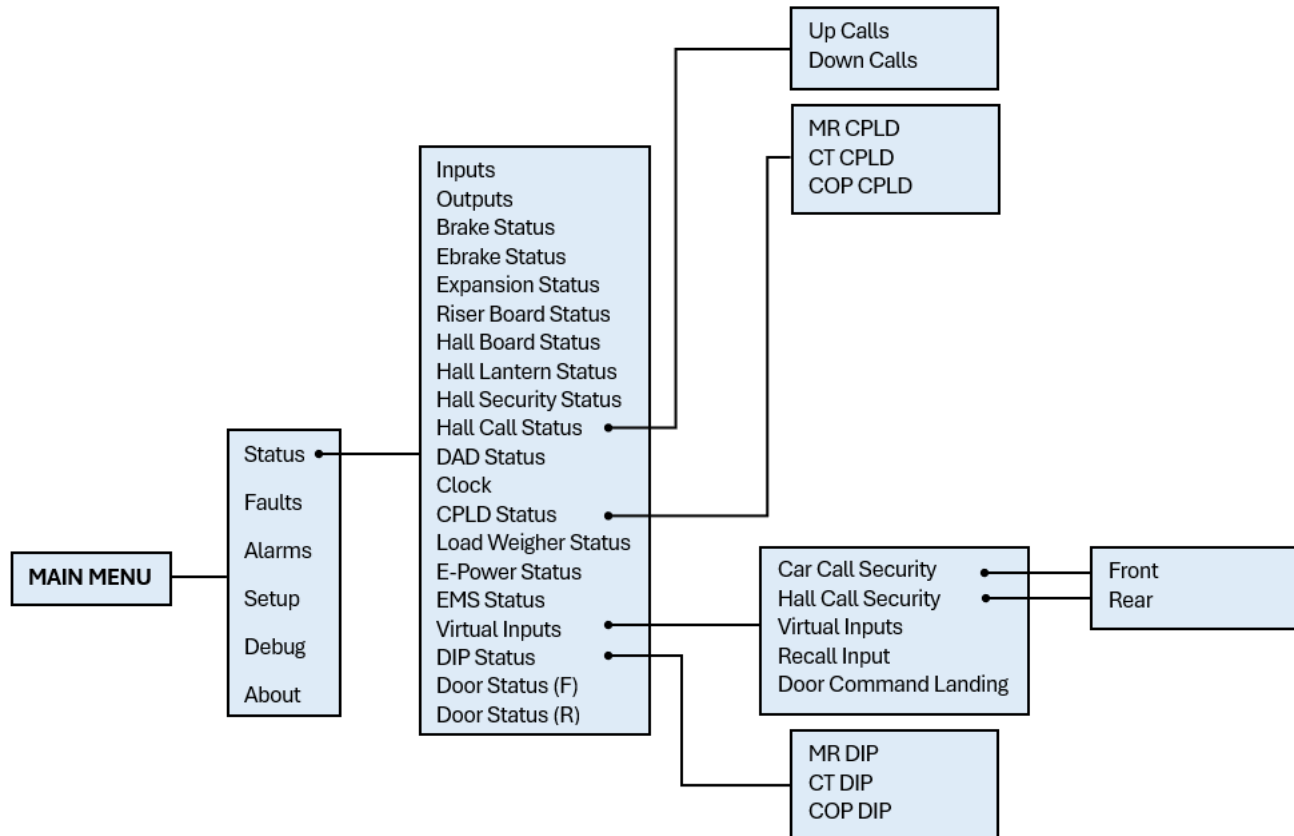 MAIN MENU
Status
Faults
Alarms
Setup
Debug
About
Inputs
Outputs
Brake Status
Ebrake Status
Expansion Status
Riser Board Status
Hall Board Status
Hall Lantern Status
Hall Security Status
Hall Call Status
DAD Status
Clock
CPLD Status
Load Weigher Status
E-Power Status
EMS Status
Virtual Inputs
DIP Status
Door Status (F)
Door Status (R)
Up Calls
Down Calls
MR CPLD
CT CPLD
COP CPLD
Car Call Security
Hall Call Security
Virtual Inputs
Recall Input
Door Command Landing
Front
Rear
MR DIP
CT DIP
COP DIP